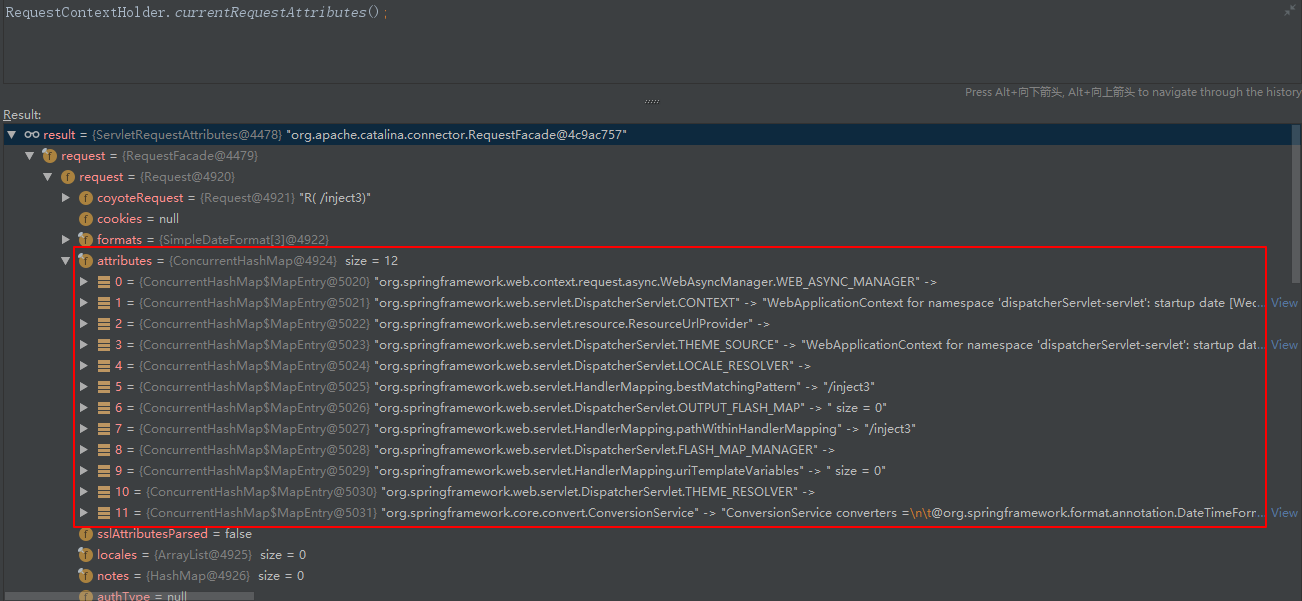 RequestContextHolder.currentRequestAttributes();
Press Alt+向下箭头, Alt+向上箭头 to navigate through the history
Result:
result = {ServletRequestAttributes@4478} "org.apache.catalina.connector.RequestFacade@4c9ac757"
request = {RequestFacade@4479}
request = {Request@4920}
coyoteRequest = {Request@4921} "R( /inject3)"
cookies = null
formats = {SimpleDateFormat[3]@4922}
attributes = {ConcurrentHashMap@4924} size = 12
0 = {ConcurrentHashMap$MapEntry@5020} "org.springframework.web.context.request.async.WebAsyncManager.WEB_ASYNC_MANAGER" ->
1 = {ConcurrentHashMap$MapEntry@5021} "org.springframework.web.servlet.DispatcherServlet.CONTEXT" -> "WebApplicationContext for namespace 'dispatcherServlet-servlet': startup date [Wec... View
2 = {ConcurrentHashMap$MapEntry@5022} "org.springframework.web.servlet.resource.ResourceUrlProvider" ->
3 = {ConcurrentHashMap$MapEntry@5023} "org.springframework.web.servlet.DispatcherServlet.THEME_SOURCE" -> "WebApplicationContext for namespace 'dispatcherServlet-servlet': startup dat... View
4 = {ConcurrentHashMap$MapEntry@5024} "org.springframework.web.servlet.DispatcherServlet.LOCALE_RESOLVER" ->
5 = {ConcurrentHashMap$MapEntry@5025} "org.springframework.web.servlet.HandlerMapping.bestMatchingPattern" -> "/inject3"
6 = {ConcurrentHashMap$MapEntry@5026} "org.springframework.web.servlet.DispatcherServlet.OUTPUT_FLASH_MAP" -> " size = 0"
7 = {ConcurrentHashMap$MapEntry@5027} "org.springframework.web.servlet.HandlerMapping.pathWithinHandlerMapping" -> "/inject3"
8 = {ConcurrentHashMap$MapEntry@5028} "org.springframework.web.servlet.DispatcherServlet.FLASH_MAP_MANAGER" ->
9 = {ConcurrentHashMap$MapEntry@5029} "org.springframework.web.servlet.HandlerMapping.uriTemplateVariables" -> " size = 0"
10 = {ConcurrentHashMap$MapEntry@5030} "org.springframework.web.servlet.DispatcherServlet.THEME_RESOLVER" ->
11 = {ConcurrentHashMap$MapEntry@5031} "org.springframework.core.convert.ConversionService" -> "ConversionService converters =\n\t@org.springframework.format.annotation.DateTimeForr... View
sslAttributesParsed = false
locales = {ArrayList@4925} size = 0
notes = {HashMap@4926} size = 0
authType = null